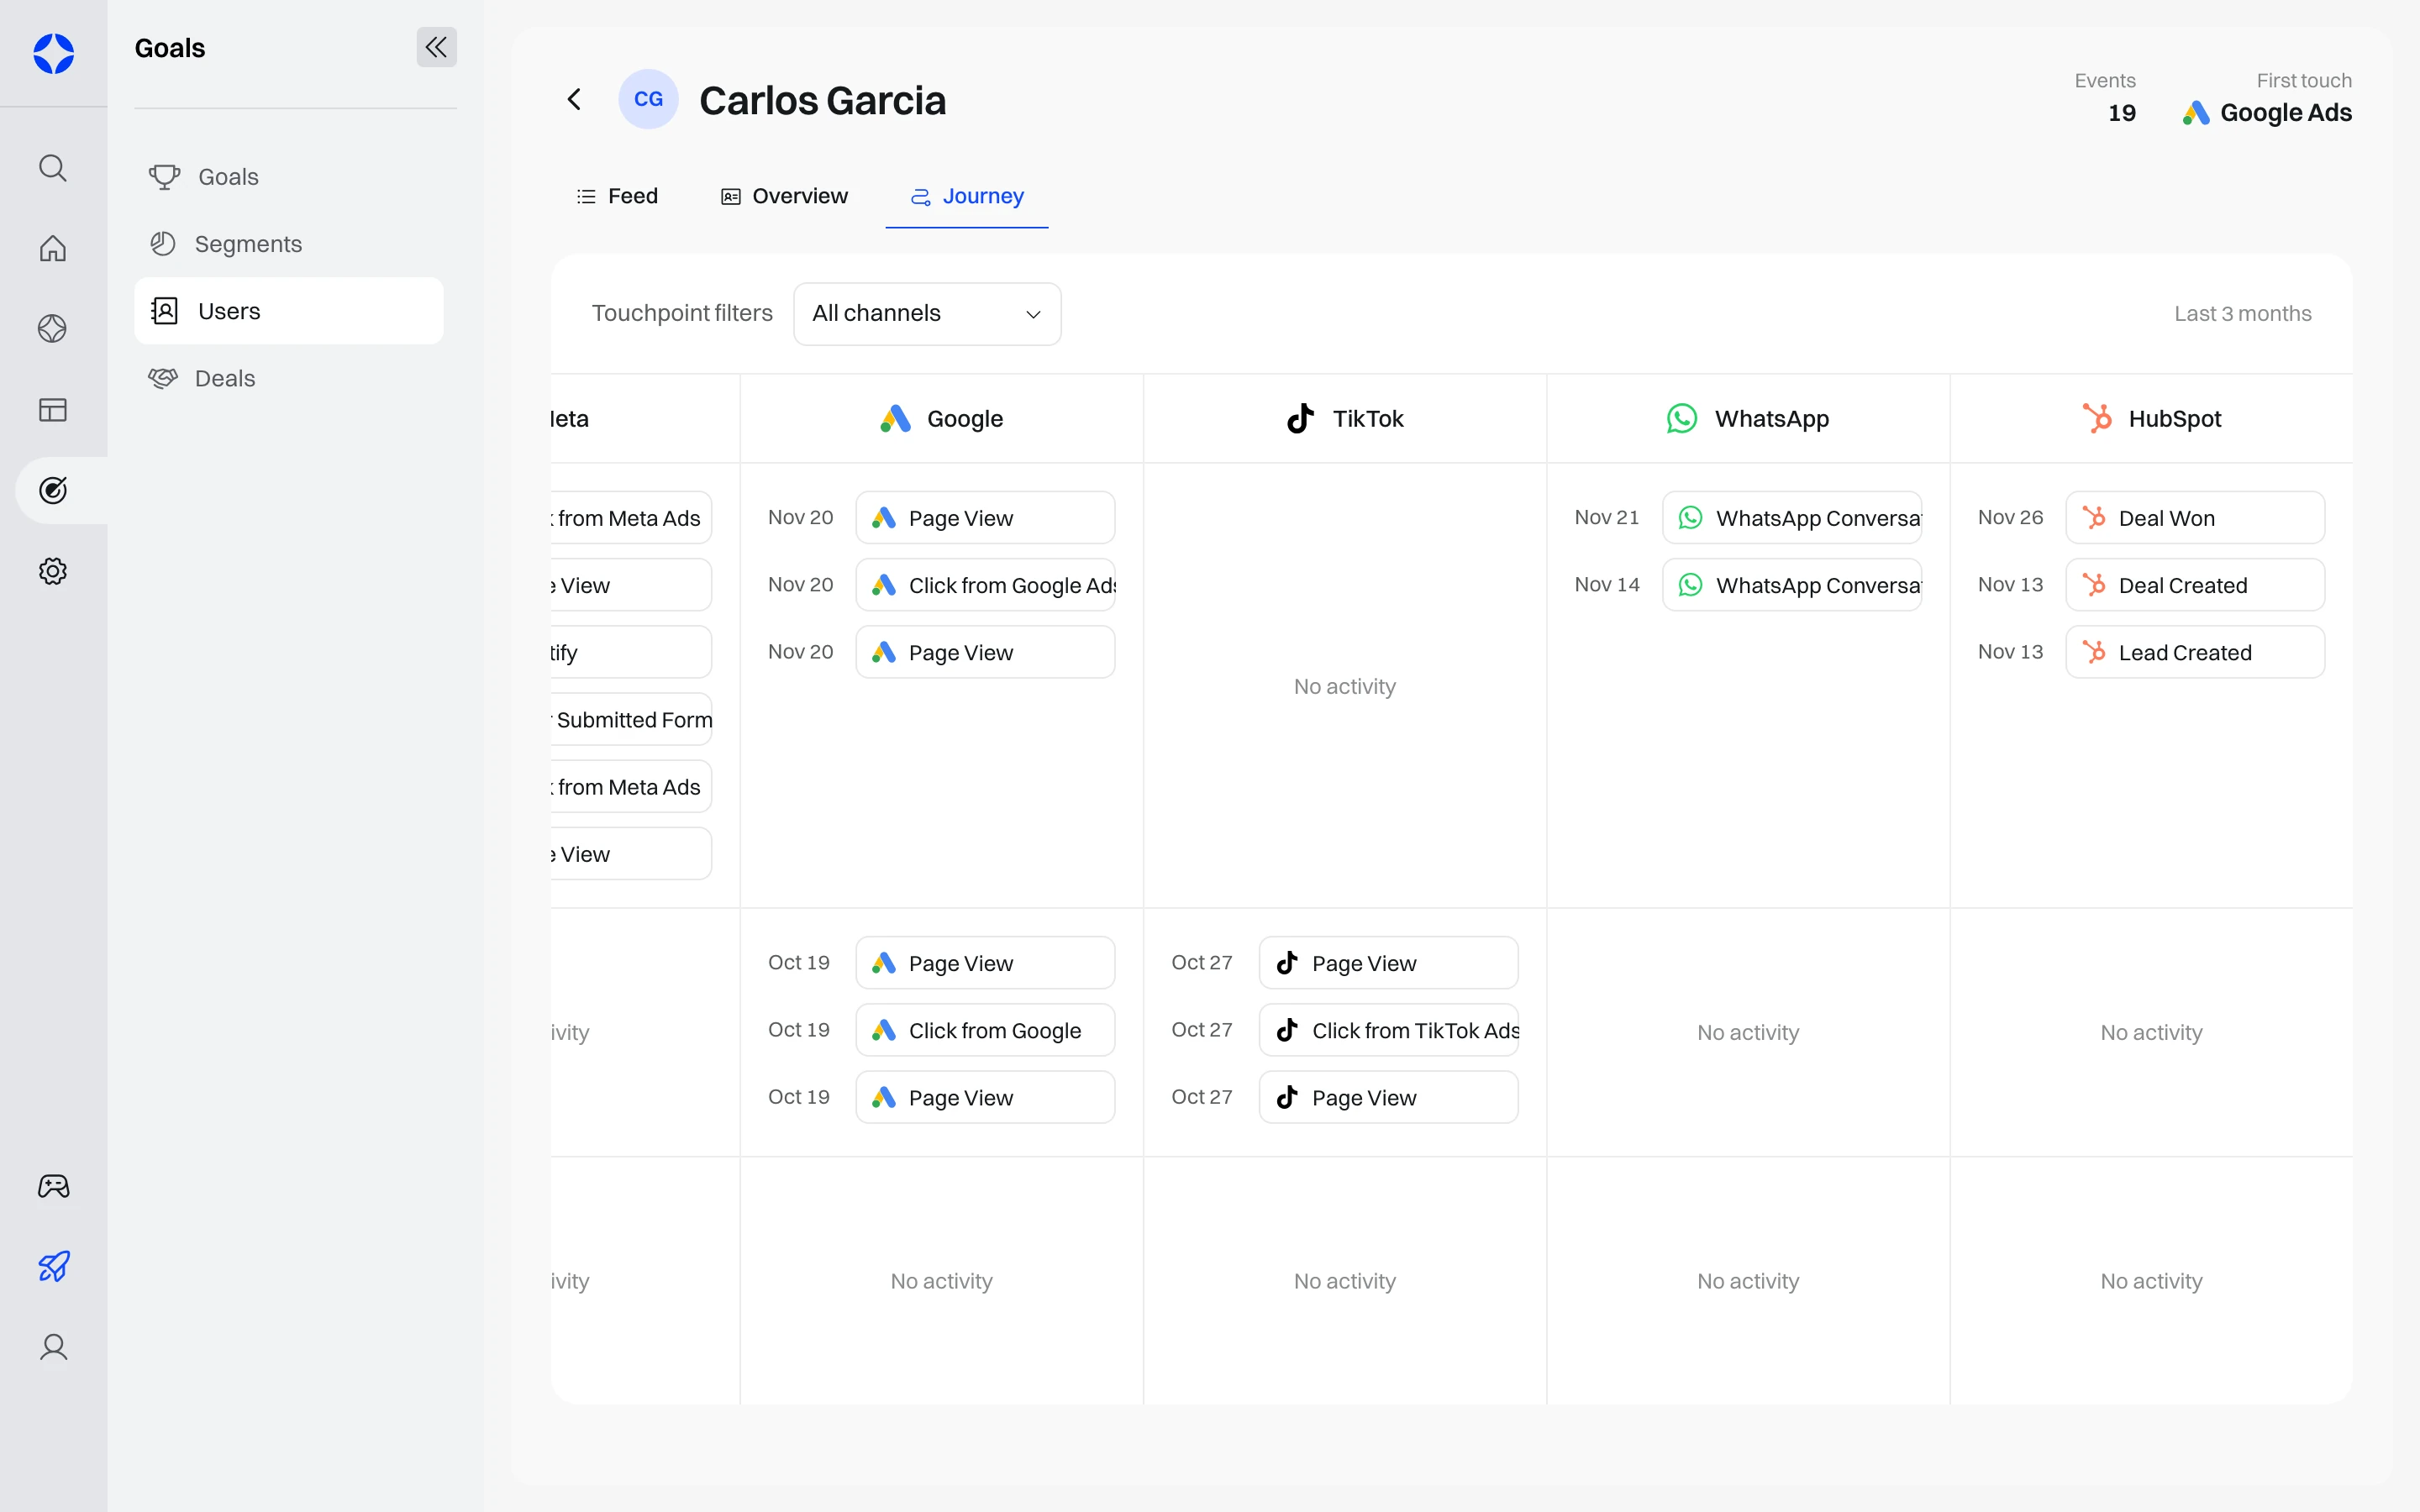 Goals
Goals
Segments
Users
Deals
CG
Carlos Garcia
Events
19
First touch
Google Ads
Feed
Overview
Journey
Touchpoint filters
All channels
Last 3 months
Google
TikTok
WhatsApp
HubSpot
from Meta Ads
View
Submitted Form
from Meta Ads
View
Nov 20 Page View
Nov 20 Click from Google Ads
Nov 20 Page View
No activity
Nov 21 WhatsApp Conversa
Nov 14 WhatsApp Conversa
Nov 26 Deal Won
Nov 13 Deal Created
Nov 13 Lead Created
Oct 19 Page View
Oct 19 Click from Google
Oct 19 Page View
Oct 27 Page View
Oct 27 Click from TikTok Ads
Oct 27 Page View
No activity
No activity
No activity
No activity
No activity
No activity